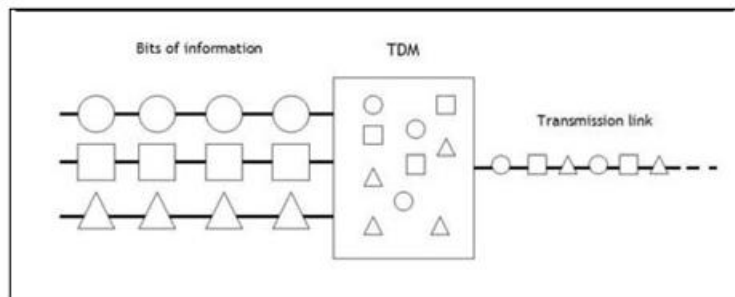 Bits of information
TDM
Transmission link